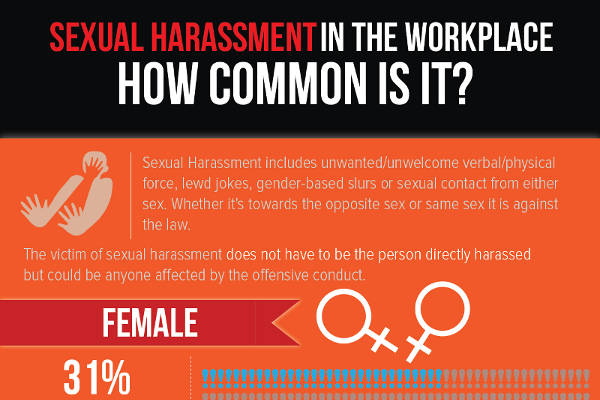 SEXUAL HARASSMENT IN THE WORKPLACE
HOW COMMON IS IT?
Sexual Harassment includes unwanted/unwelcome verbal/physical
force, lewd jokes, gender-based slurs or sexual contact from either
sex. Whether it's towards the opposite sex or same sex it is against
the law.
The victim of sexual harassment does not have to be the person directly harassed
but could be anyone affected by the offensive conduct.
FEMALE
31%